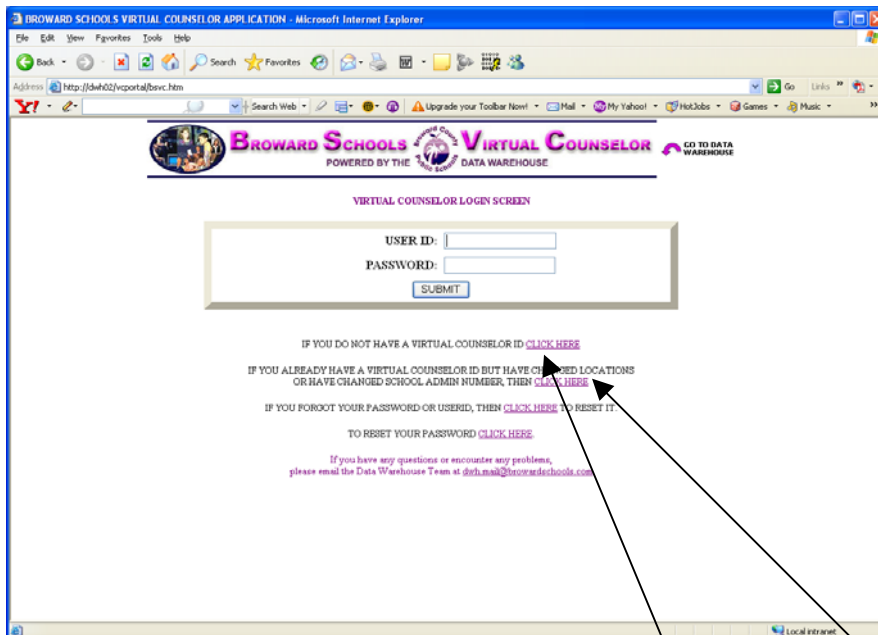 BROWARD SCHOOLS VIRTUAL COUNSELOR APPLICATION - Microsoft Internet Explorer
File Edit View Favorites Tools Help
Back Search Favorites
Address http://dwh02/vcportal/bsvc.htm Go Links »
Y! Search Web Upgrade your Toolbar Now! Mail My Yahoo! HotJobs Games Music »
BROWARD SCHOOLS VIRTUAL COUNSELOR
POWERED BY THE DATA WAREHOUSE
Broward County Public Schools
GO TO DATA
WAREHOUSE
VIRTUAL COUNSELOR LOGIN SCREEN
USER ID:
PASSWORD:
SUBMIT
IF YOU DO NOT HAVE A VIRTUAL COUNSELOR ID CLICK HERE
IF YOU ALREADY HAVE A VIRTUAL COUNSELOR ID BUT HAVE CHANGED LOCATIONS
OR HAVE CHANGED SCHOOL ADMIN NUMBER, THEN CLICK HERE
IF YOU FORGOT YOUR PASSWORD OR USERID, THEN CLICK HERE TO RESET IT.
TO RESET YOUR PASSWORD CLICK HERE.
If you have any questions or encounter any problems,
please email the Data Warehouse Team at dwh.mail@browardschools.com
Local intranet